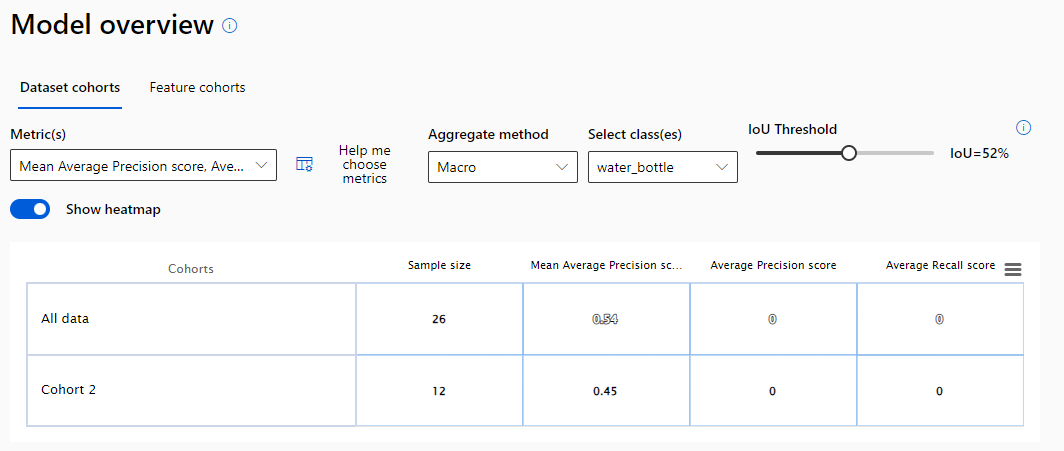 Model overview
Dataset cohorts Feature cohorts
Metric(s)
Mean Average Precision score, Ave...
Help me
choose
metrics
Aggregate method
Macro
Select class(es)
water_bottle
IoU Threshold
IoU=52%
Show heatmap
Cohorts Sample size Mean Average Precision sc... Average Precision score Average Recall score
All data 26 0.54 0 0
Cohort 2 12 0.45 0 0